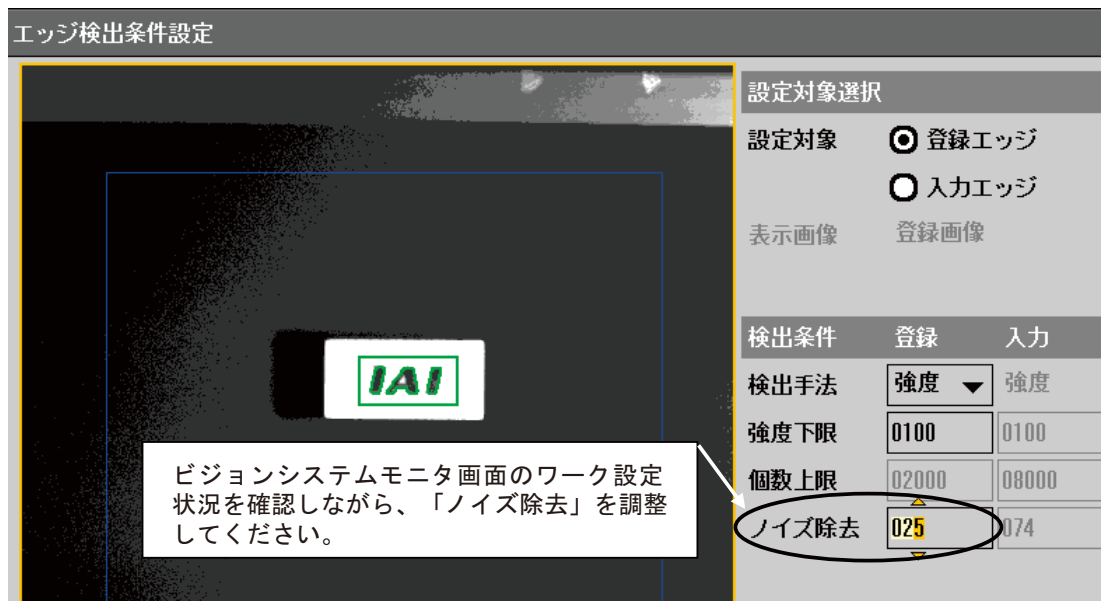 エッジ検出条件設定
設定対象選択
設定対象 登録エッジ
入力エッジ
表示画像 登録画像
検出条件 登録 入力
検出手法 強度 強度
強度下限 0100 0100
個数上限 02000 08000
ノイズ除去 025 074
IAI
ビジョンシステムモニタ画面のワーク設定
状況を確認しながら、「ノイズ除去」を調整
してください。